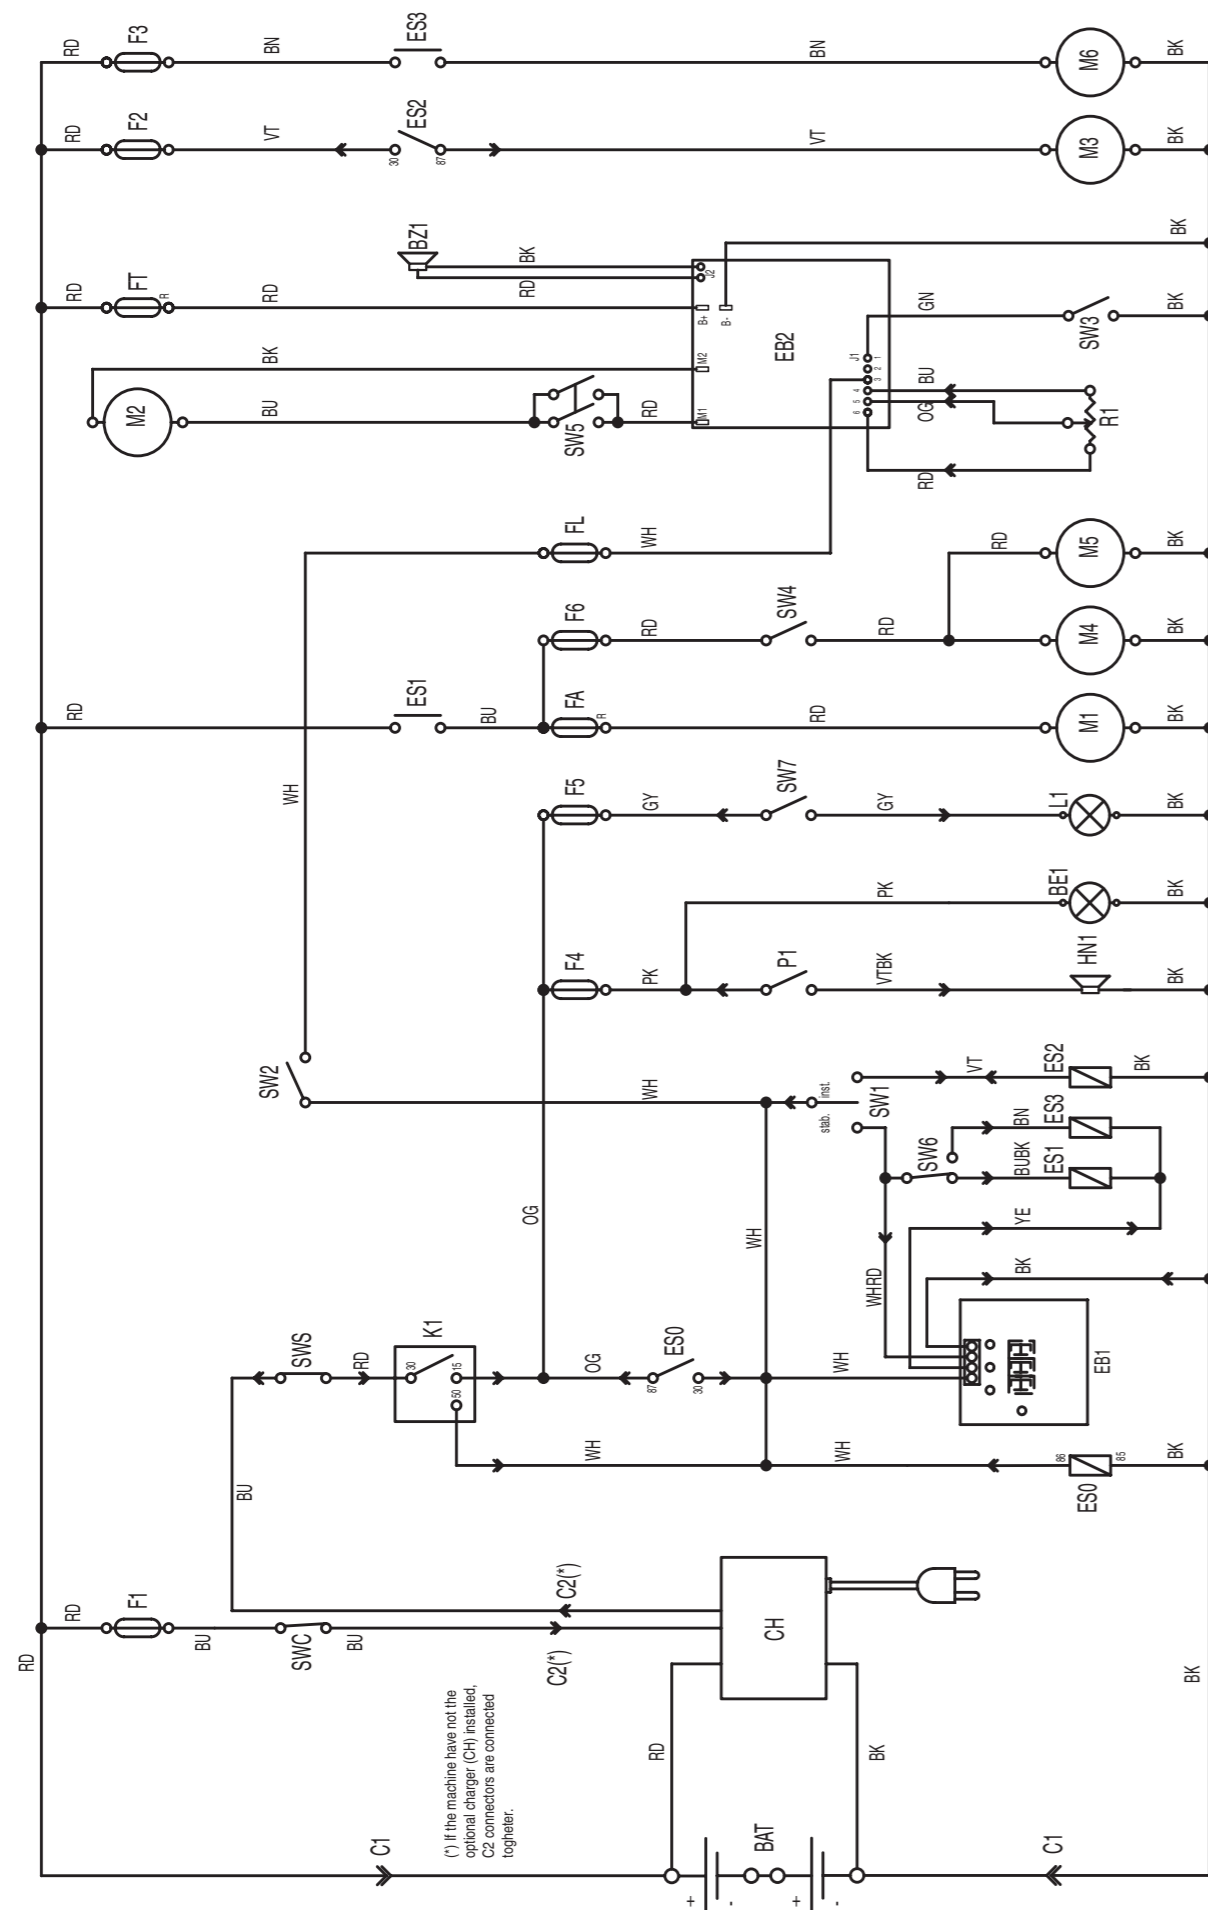 RD
F3
BN
ES3
BN
M6
BK
RD
F2
VT
30
ES2
87
VT
M3
BK
RD
FT
R
RD
BZ1
BK
RD
J2
B+
B-
BK
EB2
M2
M1
J1
1
2
3
4
5
6
GN
SW3
BK
BU
OG
RD
R1
M2
BK
BU
SW5
RD
FL
WH
RD
M5
BK
F6
RD
SW4
RD
M4
BK
RD
ES1
BU
FA
R
RD
M1
BK
WH
F5
GY
SW7
GY
L1
BK
PK
BE1
BK
F4
PK
P1
VTBK
HN1
BK
SW2
WH
inst.
stab.
SW1
VT
ES2
BK
SW6
BN
ES3
BUBK
ES1
YE
BK
WHRD
OG
WH
SWS
RD
K1
30
15
50
OG
ES0
87
30
WH
EB1
WH
WH
86
85
ES0
BK
BU
RD
F1
BU
SWC
BU
C2(*)
C2(*)
CH
RD
BK
RD
BK
(*) If the machine have not the
optional charger (CH) installed,
C2 connectors are connected
togheter.
C1
+
-
BAT
+
-
C1